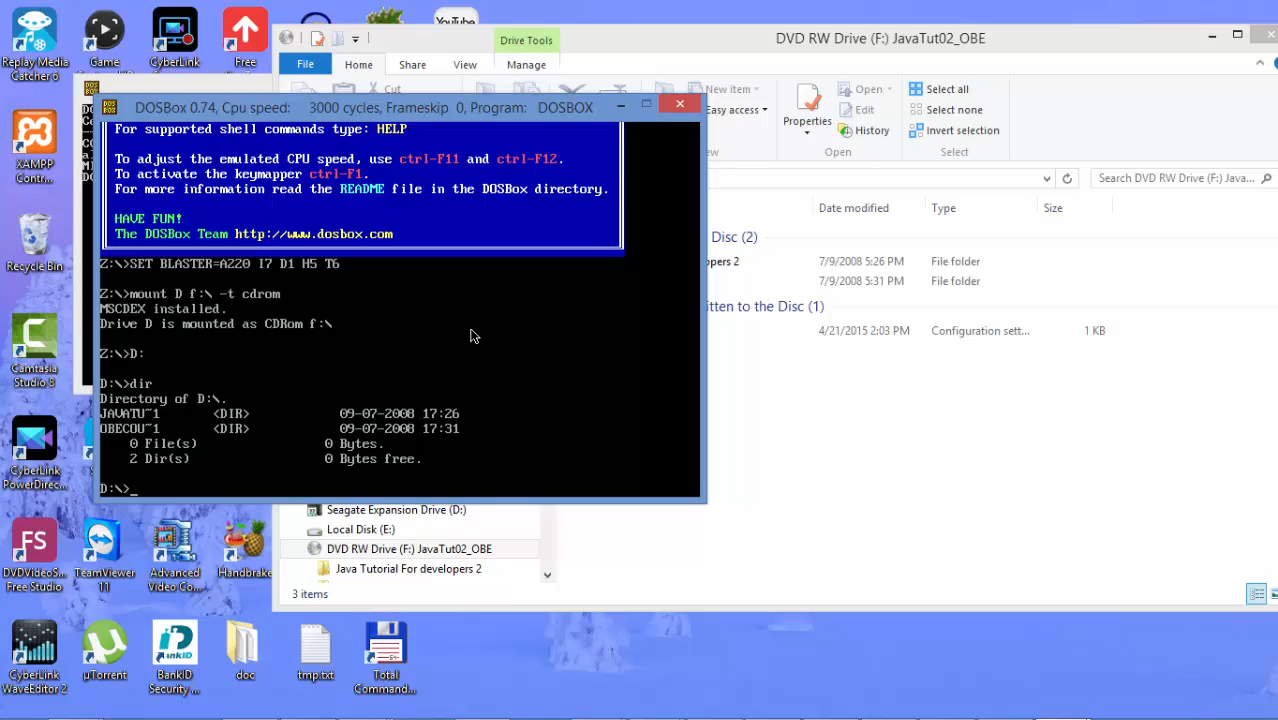 YouTube
Replay Media
Catcher 6
Game
CyberLink
Free
XAMPP
Contr...
Recycle Bin
Camtasia
Studio 8
CyberLink
PowerDirec...
FS
DVDVideoS...
Free Studio
TeamViewer
11
Advanced
Video Co...
Handbrake
CyberLink
WaveEditor 2
µTorrent
BankID
Security ...
doc
tmp.txt
Total
Comman...
Drive Tools
DVD RW Drive (F:) JavaTut02_OBE
File
Home
Share
View
Manage
Cut
New item
Easy access
Properties
Open
Edit
History
Open
Select all
Select none
Invert selection
Select
Search DVD RW Drive (F:) Java...
Date modified
Type
Size
Disc (2)
opers 2
7/9/2008 5:26 PM
File folder
7/9/2008 5:31 PM
File folder
itten to the Disc (1)
4/21/2015 2:03 PM
Configuration sett...
1 KB
DOSBox 0.74, Cpu speed: 3000 cycles, Frameskip 0, Program: DOSBOX
For supported shell commands type: HELP
To adjust the emulated CPU speed, use ctrl-F11 and ctrl-F12.
To activate the keymapper ctrl-F1.
For more information read the README file in the DOSBox directory.
HAVE FUN!
The DOSBox Team http://www.dosbox.com
Z:\>SET BLASTER=A220 I7 D1 H5 T6
Z:\>mount D f:\ -t cdrom
MSCDEX installed.
Drive D is mounted as CDRom f:\
Z:\>D:
D:\>dir
Directory of D:\.
JAVATU~1 <DIR> 09-07-2008 17:26
OBECOU~1 <DIR> 09-07-2008 17:31
0 File(s) 0 Bytes.
2 Dir(s) 0 Bytes free.
D:\>_
Seagate Expansion Drive (D:)
Local Disk (E:)
DVD RW Drive (F:) JavaTut02_OBE
Java Tutorial For developers 2
3 items